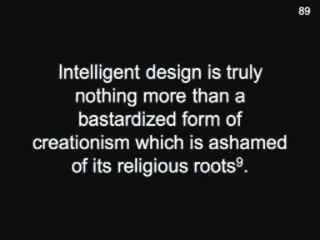 89
Intelligent design is truly
nothing more than a
bastardized form of
creationism which is ashamed
of its religious roots⁹.